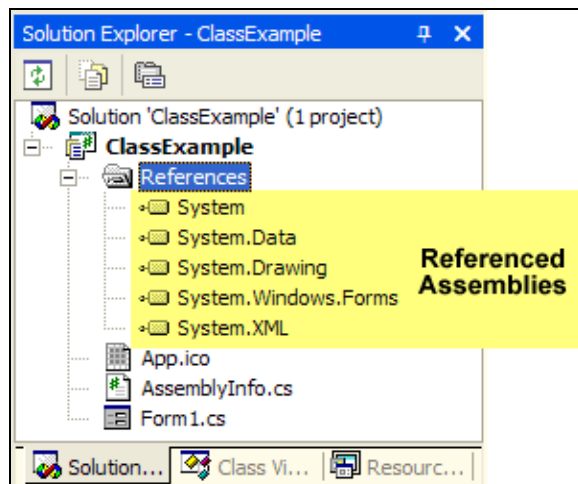 Solution Explorer - ClassExample
Solution 'ClassExample' (1 project)
ClassExample
References
System
System.Data
System.Drawing
System.Windows.Forms
System.XML
Referenced
Assemblies
App.ico
AssemblyInfo.cs
Form1.cs
Solution... Class Vi... Resourc...